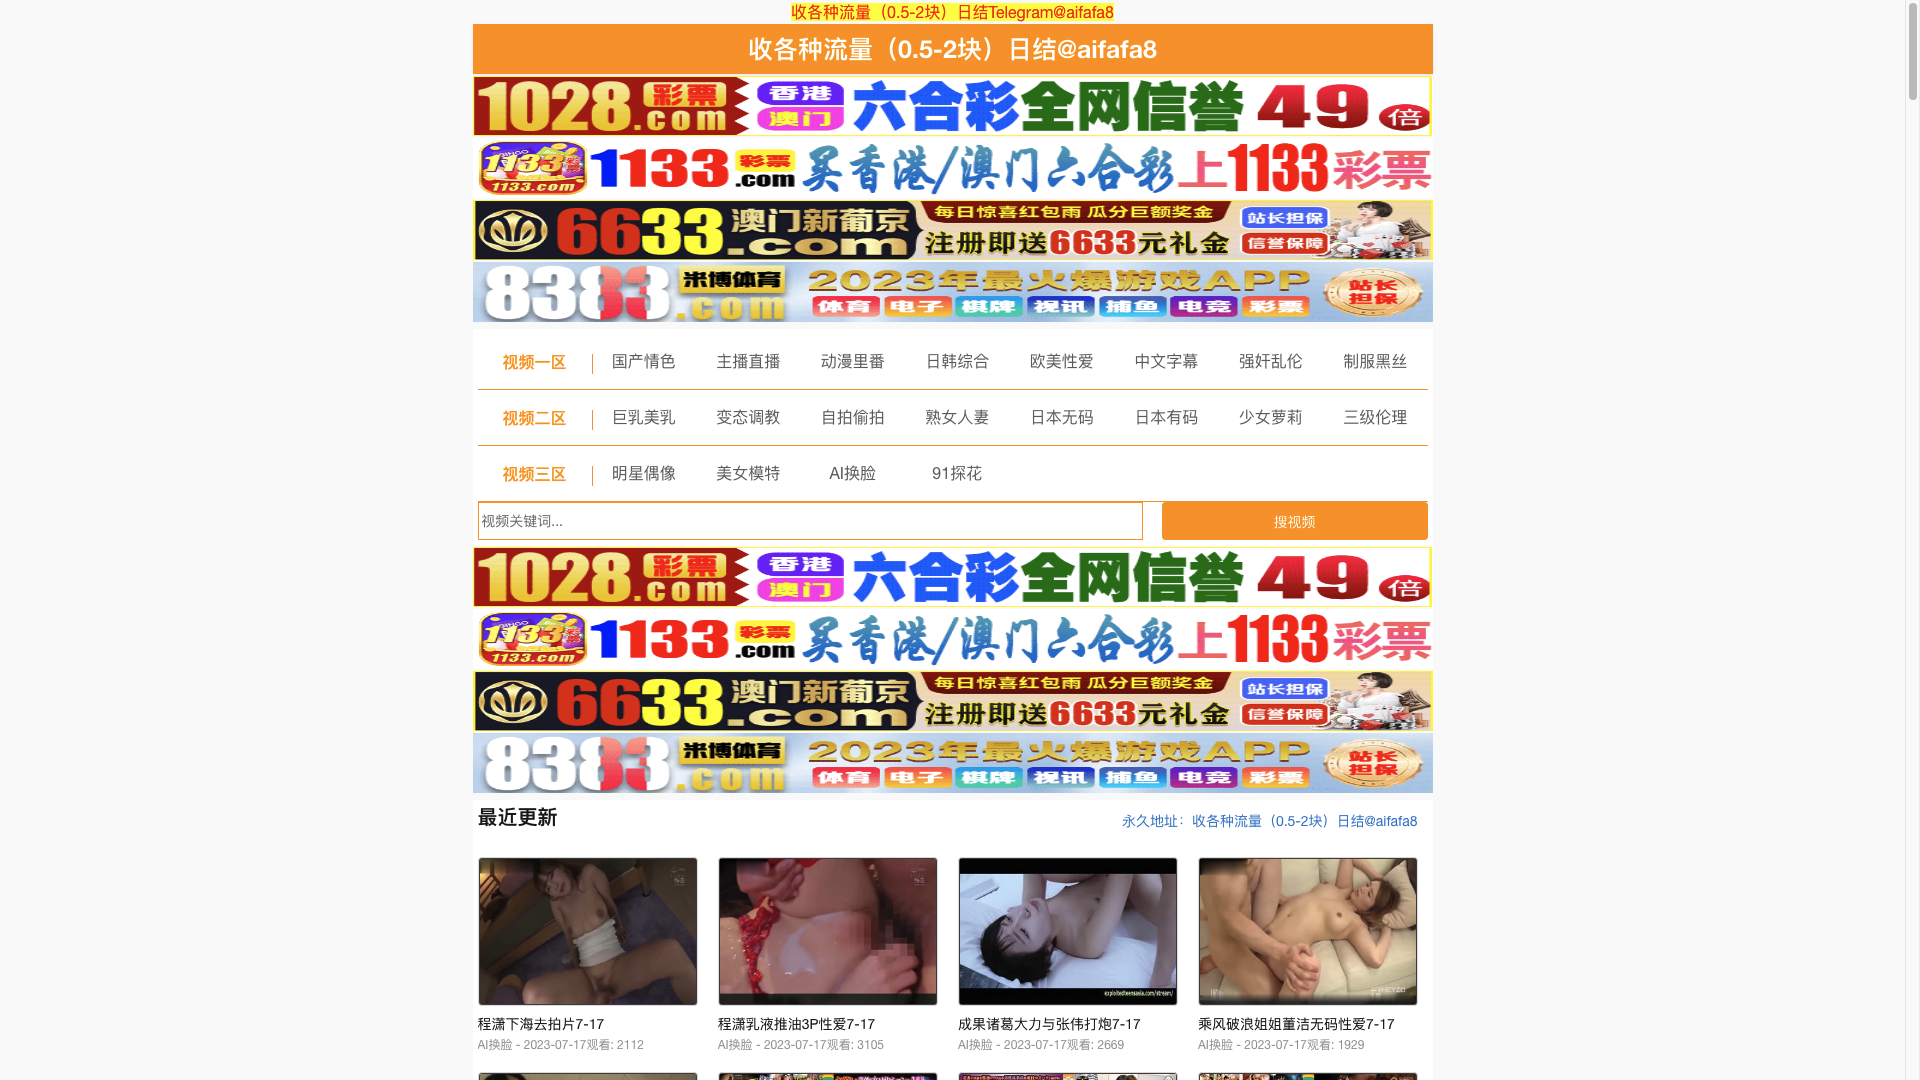 收各种流量（0.5-2块）日结Telegram@aifafa8
收各种流量（0.5-2块）日结@aifafa8
1028.com 彩票 香港 澳门 六合彩全网信誉 49倍
1133彩 1133.com 1133彩票.com 买香港/澳门六合彩上1133彩票
6633.com 澳门新葡京 每日惊喜红包雨 瓜分巨额奖金 站长担保
注册即送6633元礼金 信誉保障
8383.com 米博体育 2023年最火爆游戏APP 站长担保
体育 电子 棋牌 视讯 捕鱼 电竞 彩票
视频一区 国产情色 主播直播 动漫里番 日韩综合 欧美性爱 中文字幕 强奸乱伦 制服黑丝
视频二区 巨乳美乳 变态调教 自拍偷拍 熟女人妻 日本无码 日本有码 少女萝莉 三级伦理
视频三区 明星偶像 美女模特 AI换脸 91探花
视频关键词... 搜视频
1028.com 彩票 香港 澳门 六合彩全网信誉 49倍
1133彩 1133.com 1133彩票.com 买香港/澳门六合彩上1133彩票
6633.com 澳门新葡京 每日惊喜红包雨 瓜分巨额奖金 站长担保
注册即送6633元礼金 信誉保障
8383.com 米博体育 2023年最火爆游戏APP 站长担保
体育 电子 棋牌 视讯 捕鱼 电竞 彩票
最近更新 永久地址：收各种流量（0.5-2块）日结@aifafa8
程潇下海去拍片7-17 程潇乳液推油3P性爱7-17 成果诸葛大力与张伟打炮7-17 乘风破浪姐姐董洁无码性爱7-17
AI换脸 - 2023-07-17观看: 2112 AI换脸 - 2023-07-17观看: 3105 AI换脸 - 2023-07-17观看: 2669 AI换脸 - 2023-07-17观看: 1929